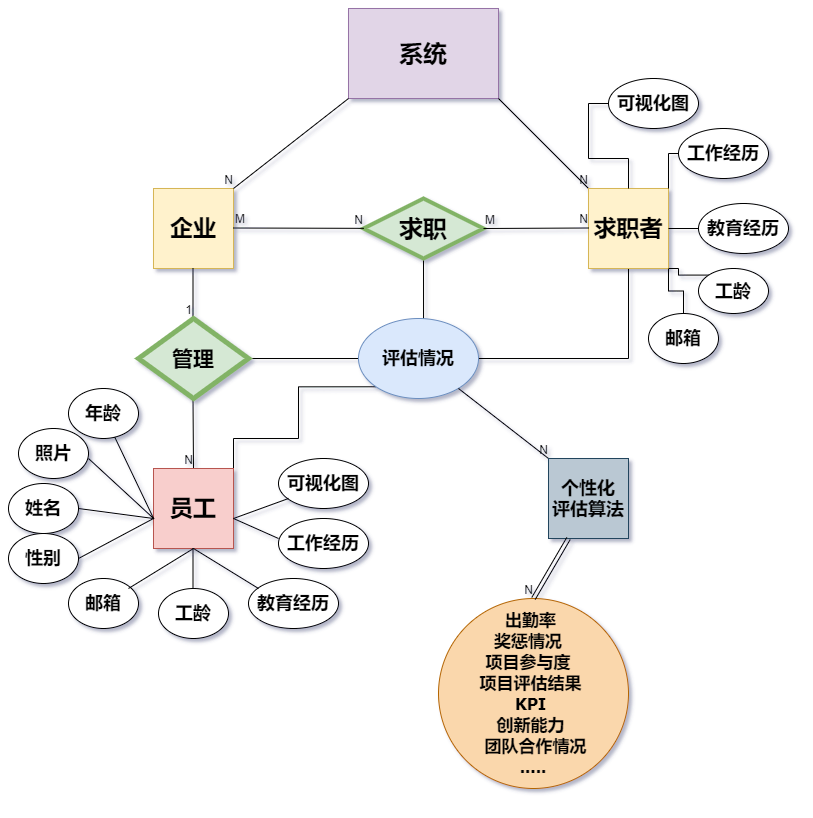 系统
可视化图
工作经历
N
N
企业
M
N
求职
M
N
求职者
教育经历
工龄
邮箱
1
管理
评估情况
年龄
照片
N
N
姓名
员工
可视化图
个性化
评估算法
性别
工作经历
邮箱
工龄
教育经历
N
出勤率
奖惩情况
项目参与度
项目评估结果
KPI
创新能力
团队合作情况
.....